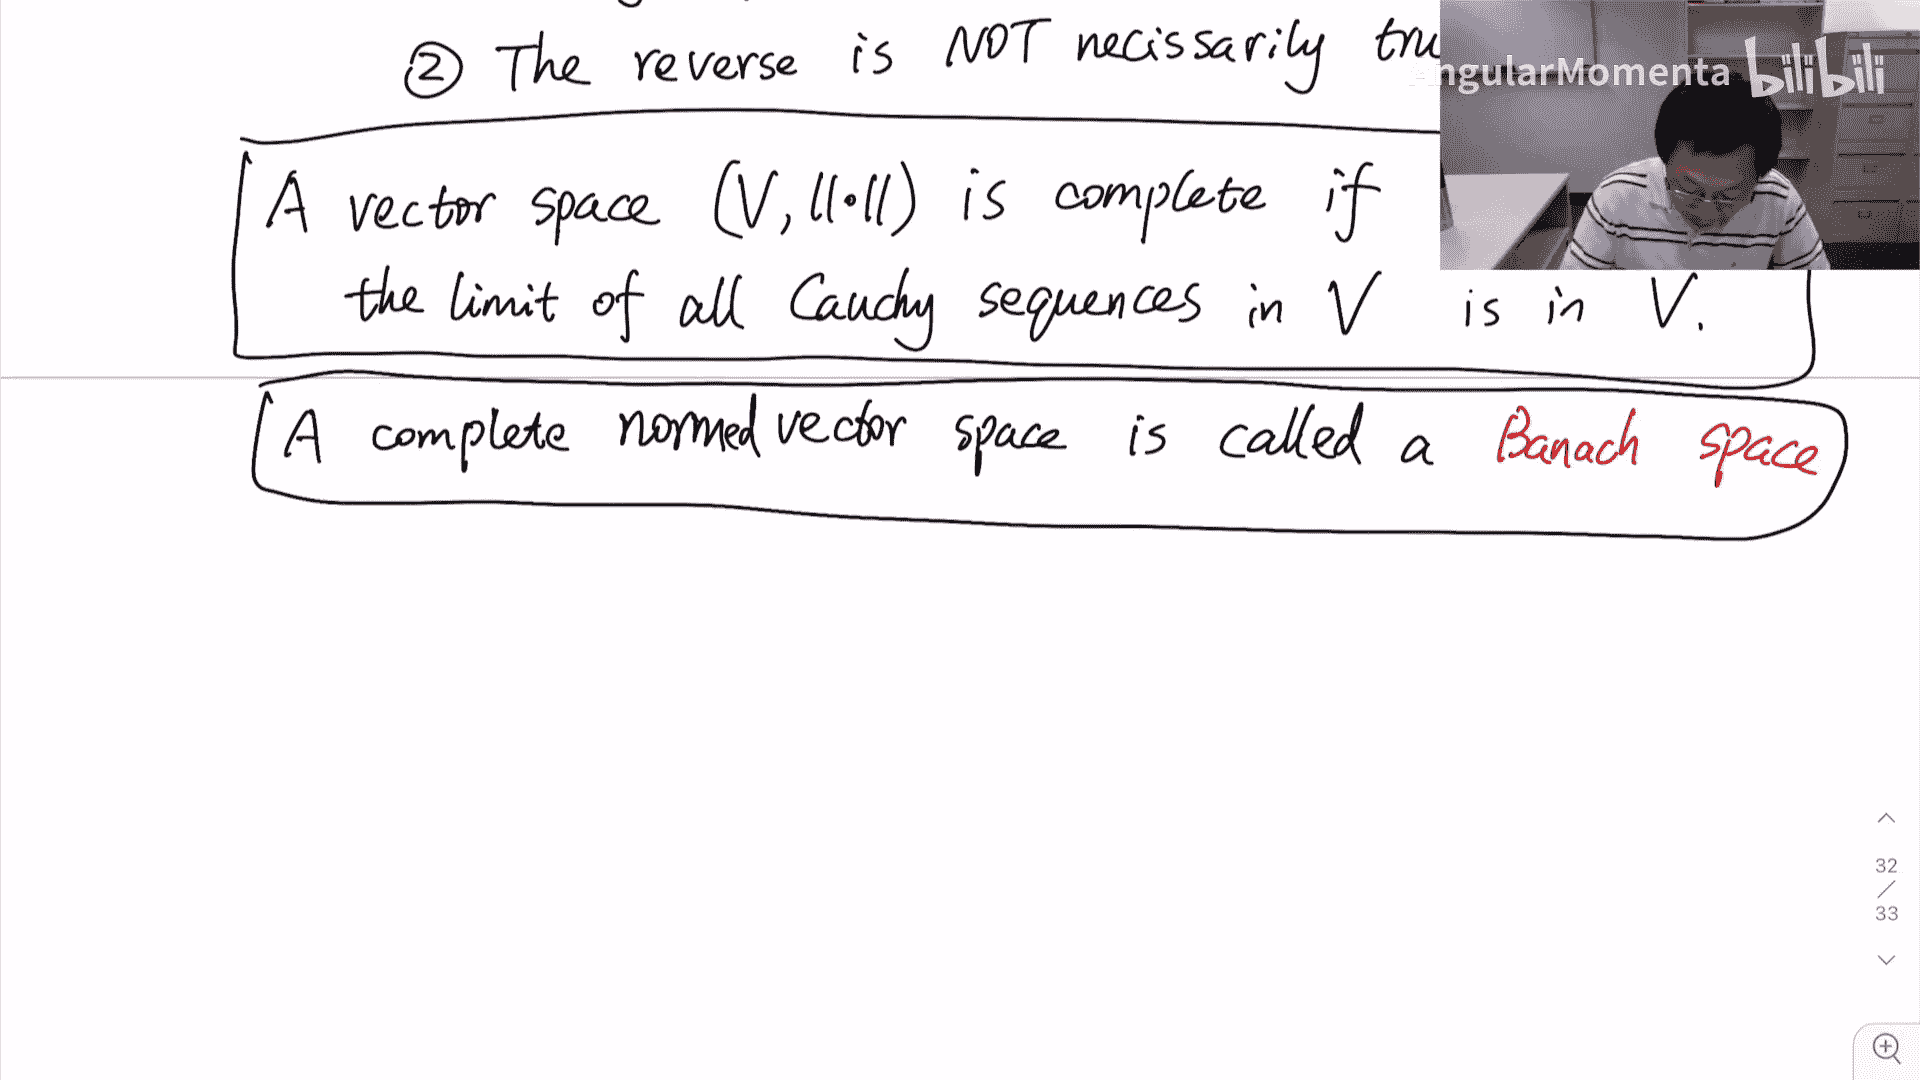 ② The reverse is NOT necissarily
AngularMomenta bilibili
A vector space (V, ||·||) is complete if
the limit of all Cauchy sequences in V is in V.
A complete normed vector space is called a Banach space
32
/
33